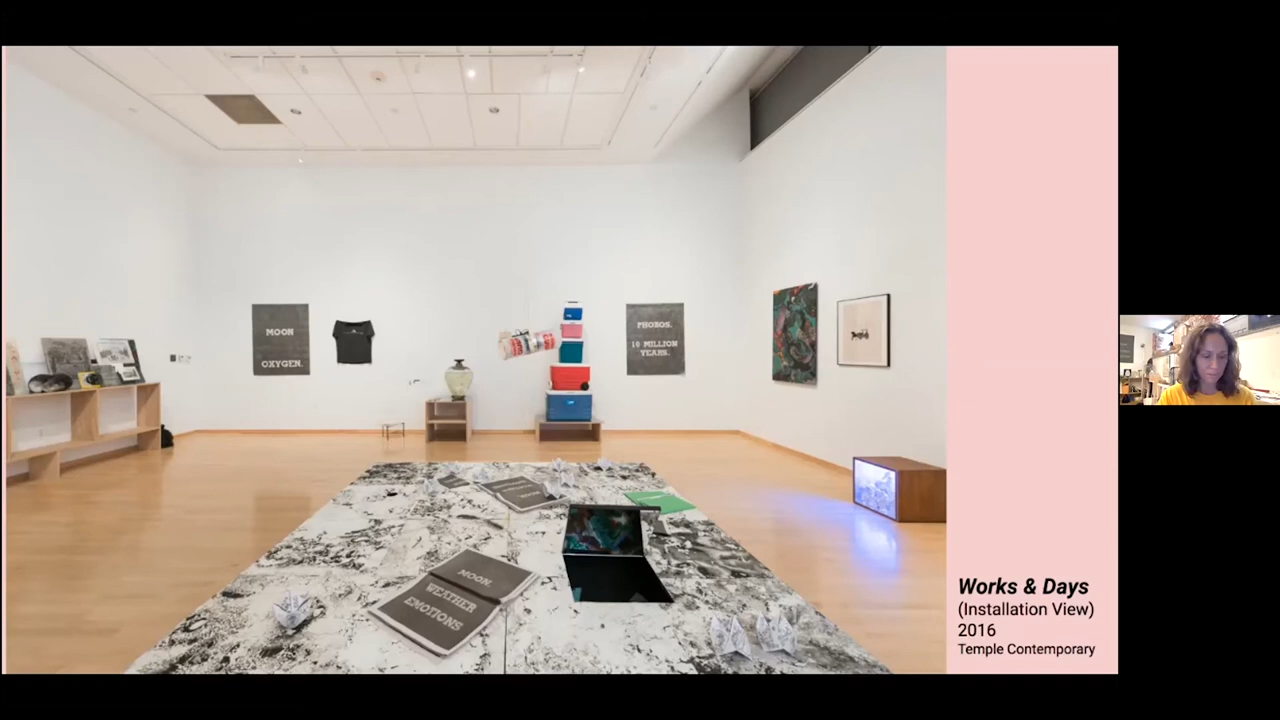 MOON
OXYGEN.
PHOBOS.
10 MILLION
YEARS.
MOON.
WEATHER
EMOTIONS
Works & Days
(Installation View)
2016
Temple Contemporary